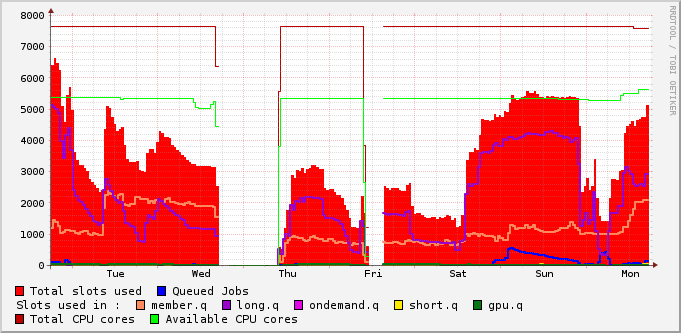 8000
7000
6000
5000
4000
3000
2000
1000
0
Tue Wed Thu Fri Sat Sun Mon
Total slots used Queued Jobs
Slots used in : member.q long.q ondemand.q short.q gpu.q
Total CPU cores Available CPU cores
RRDTOOL / TOBI OETIKER